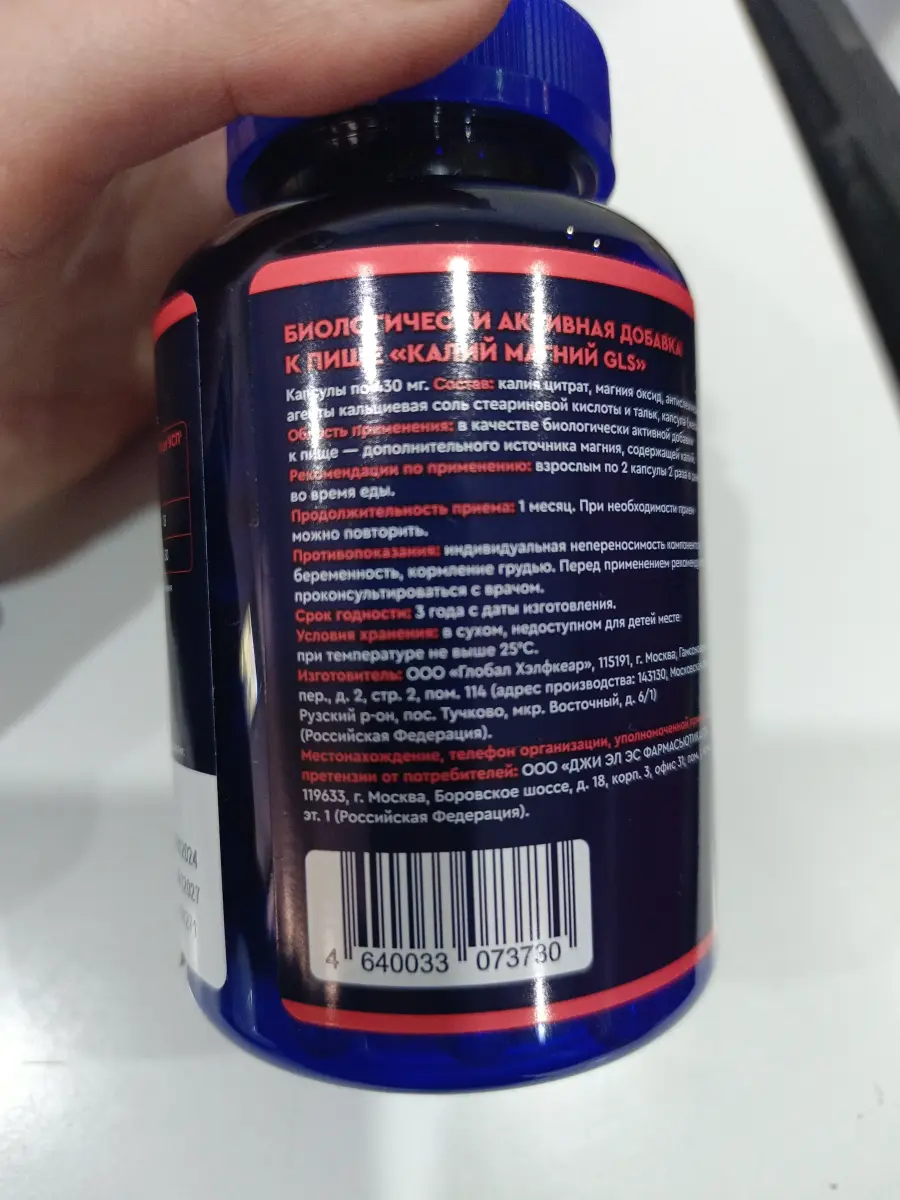 БИОЛОГИЧЕСКИ АКТИВНАЯ ДОБАВКА
К ПИЩЕ «КАЛИЙ МАГНИЙ GLS»
Капсулы по 430 мг. Состав: калия цитрат, магния оксид,
агенты кальциевая соль стеариновой кислоты и тальк, капсула
Область применения: в качестве биологически активной добавки
к пище — дополнительного источника магния, содержащей калий.
Рекомендации по применению: взрослым по 2 капсулы 2 раза в
во время еды.
Продолжительность приема: 1 месяц. При необходимости прием
можно повторить.
Противопоказания: индивидуальная непереносимость
беременность, кормление грудью. Перед применением
проконсультироваться с врачом.
Срок годности: 3 года с даты изготовления.
Условия хранения: в сухом, недоступном для детей месте
при температуре не выше 25°С.
Изготовитель: ООО «Глобал Хэлфкеар», 115191, г. Москва,
пер., д. 2, стр. 2, пом. 114 (адрес производства: 143130, Московская
Рузский р-он, пос. Тучково, мкр. Восточный, д. 6/1)
(Российская Федерация).
Местонахождение, телефон организации, уполномоченной
претензии от потребителей: ООО «ДЖИ ЭЛ ЭС ФАРМАСЬЮТИКАЛС
119633, г. Москва, Боровское шоссе, д. 18, корп. 3, офис 31,
эт. 1 (Российская Федерация).
4 640033 073730
2024
2027